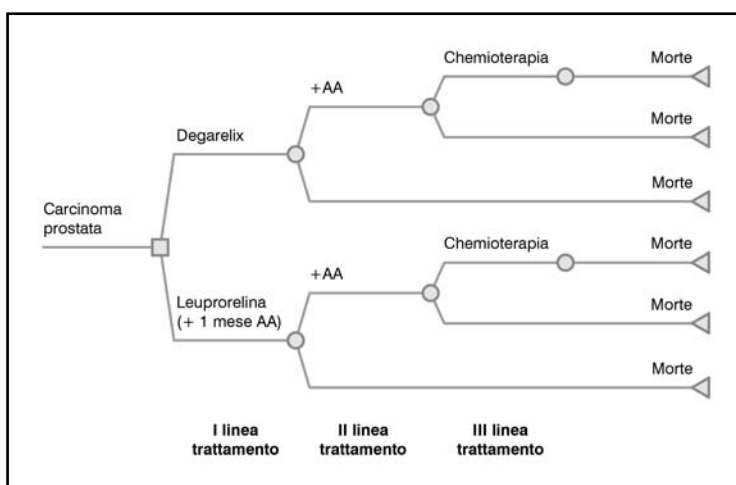 Chemioterapia
Morte
+AA
Morte
Degarelix
Morte
Carcinoma
prostata
Chemioterapia
Morte
+AA
Leuprorelina
(+ 1 mese AA)
Morte
Morte
I linea
trattamento
II linea
trattamento
III linea
trattamento